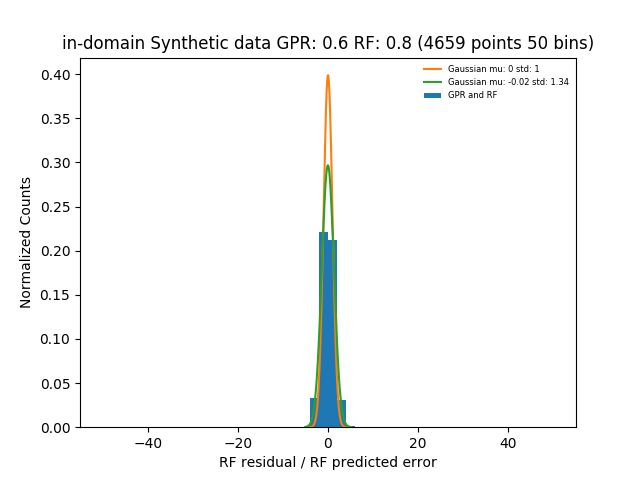 in-domain Synthetic data GPR: 0.6 RF: 0.8 (4659 points 50 bins)
Gaussian mu: 0 std: 1
Gaussian mu: -0.02 std: 1.34
GPR and RF
Normalized Counts
0.40
0.35
0.30
0.25
0.20
0.15
0.10
0.05
0.00
−40
−20
0
20
40
RF residual / RF predicted error